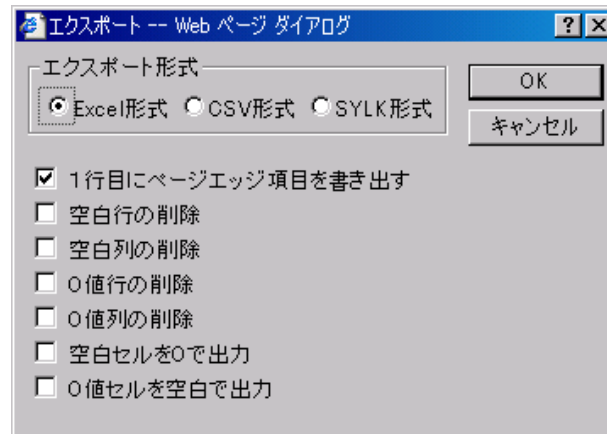 エクスポート -- Web ページ ダイアログ
エクスポート形式
Excel形式 CSV形式 SYLK形式
OK
キャンセル
1行目にページエッジ項目を書き出す
空白行の削除
空白列の削除
0値行の削除
0値列の削除
空白セルを0で出力
0値セルを空白で出力